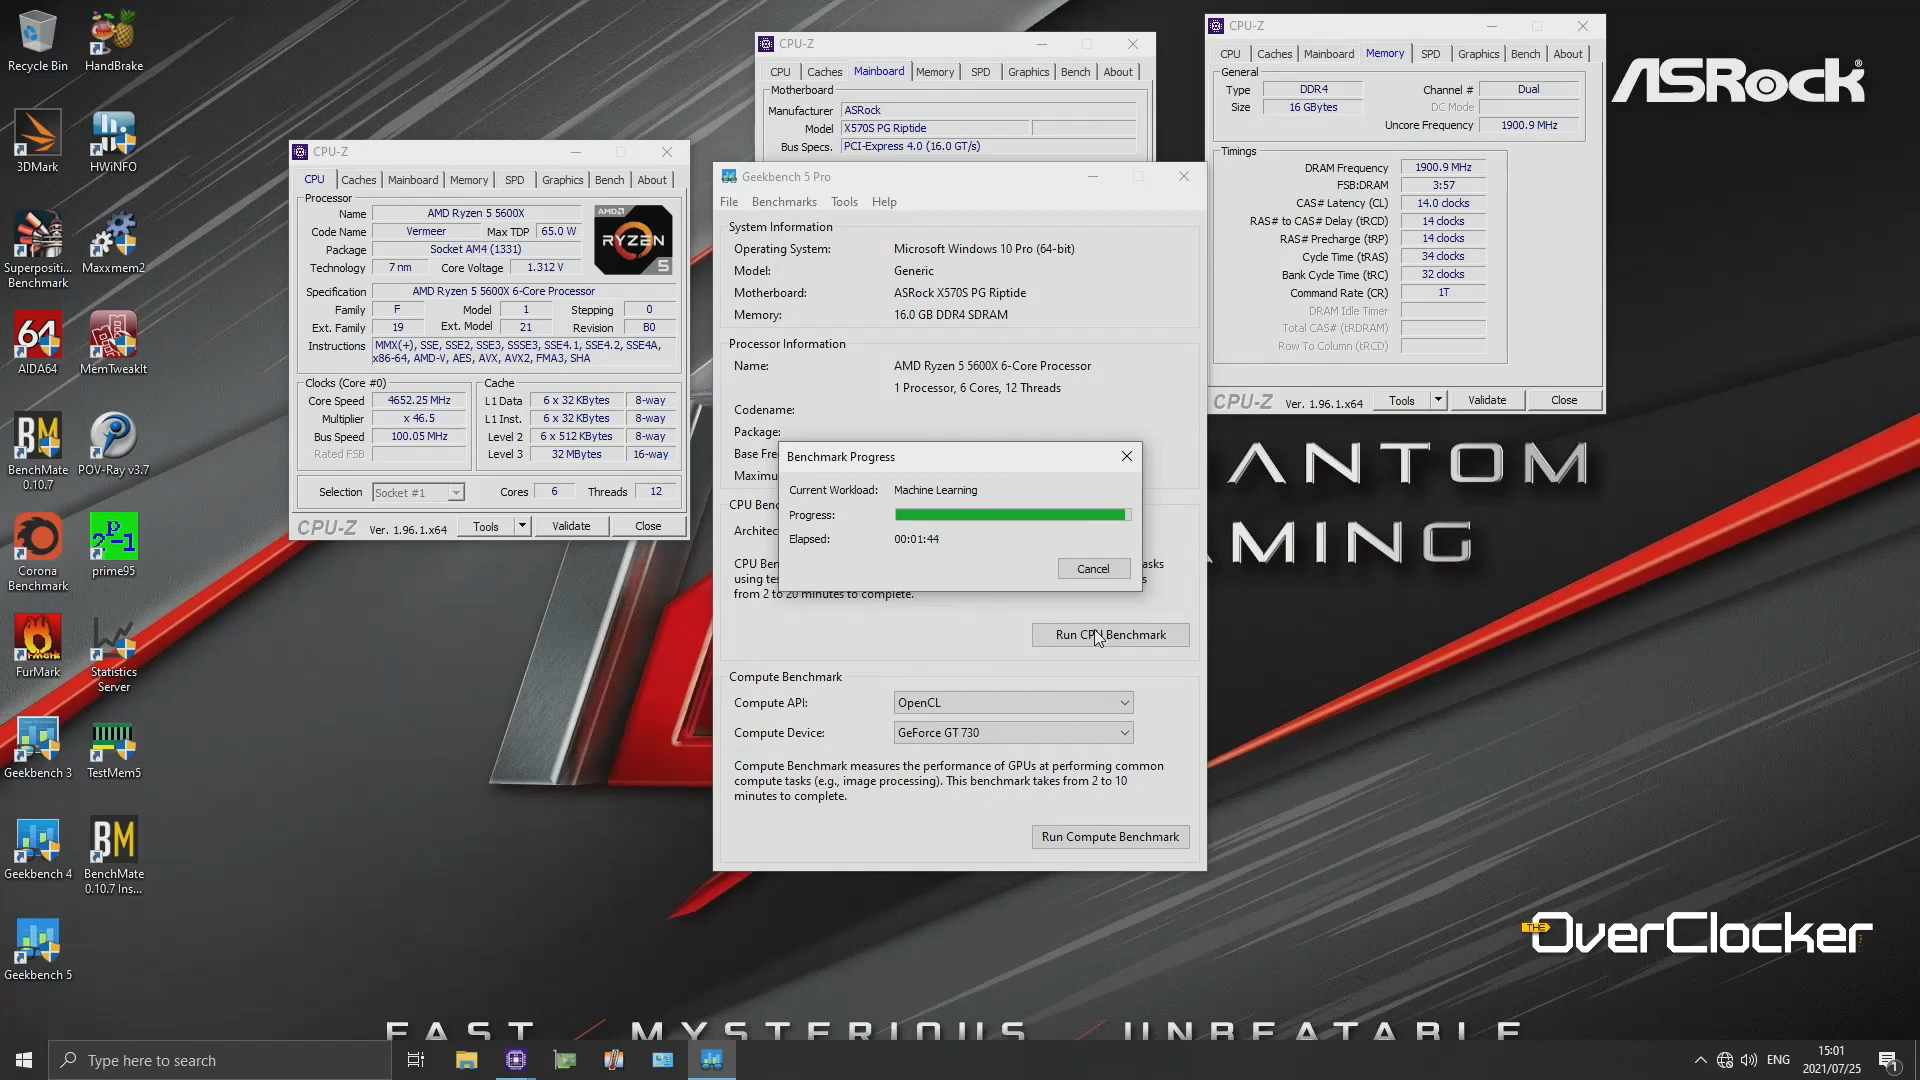 Recycle Bin
HandBrake
3DMark
HWiNFO
Superpositi... Benchmark
Maxxmem2
64
AIDA64
MemTweakIt
BM
BenchMate 0.10.7
POV-Ray v3.7
Corona Benchmark
prime95
FurMark
Statistics Server
Geekbench 3
TestMem5
Geekbench 4
BM
BenchMate 0.10.7 Ins...
Geekbench 5
CPU-Z
CPU Caches Mainboard Memory SPD Graphics Bench About
Processor
Name AMD Ryzen 5 5600X
Code Name Vermeer Max TDP 65.0 W
Package Socket AM4 (1331)
Technology 7 nm Core Voltage 1.312 V
AMD RYZEN 5
Specification AMD Ryzen 5 5600X 6-Core Processor
Family F Model 1 Stepping 0
Ext. Family 19 Ext. Model 21 Revision B0
Instructions MMX(+), SSE, SSE2, SSE3, SSSE3, SSE4.1, SSE4.2, SSE4A,
x86-64, AMD-V, AES, AVX, AVX2, FMA3, SHA
Clocks (Core #0)
Core Speed 4652.25 MHz
Multiplier x 46.5
Bus Speed 100.05 MHz
Rated FSB
Cache
L1 Data 6 x 32 KBytes 8-way
L1 Inst. 6 x 32 KBytes 8-way
Level 2 6 x 512 KBytes 8-way
Level 3 32 MBytes 16-way
Selection Socket #1 Cores 6 Threads 12
CPU-Z Ver. 1.96.1.x64 Tools Validate Close
CPU-Z
CPU Caches Mainboard Memory SPD Graphics Bench About
Motherboard
Manufacturer ASRock
Model X570S PG Riptide
Bus Specs. PCI-Express 4.0 (16.0 GT/s)
CPU-Z
CPU Caches Mainboard Memory SPD Graphics Bench About
General
Type DDR4 Channel # Dual
Size 16 GBytes DC Mode
Uncore Frequency 1900.9 MHz
Timings
DRAM Frequency 1900.9 MHz
FSB:DRAM 3:57
CAS# Latency (CL) 14.0 clocks
RAS# to CAS# Delay (tRCD) 14 clocks
RAS# Precharge (tRP) 14 clocks
Cycle Time (tRAS) 34 clocks
Bank Cycle Time (tRC) 32 clocks
Command Rate (CR) 1T
DRAM Idle Timer
Total CAS# (tRDRAM)
Row To Column (tRCD)
CPU-Z Ver. 1.96.1.x64 Tools Validate Close
Geekbench 5 Pro
File Benchmarks Tools Help
System Information
Operating System: Microsoft Windows 10 Pro (64-bit)
Model: Generic
Motherboard: ASRock X570S PG Riptide
Memory: 16.0 GB DDR4 SDRAM
Processor Information
Name: AMD Ryzen 5 5600X 6-Core Processor
1 Processor, 6 Cores, 12 Threads
Codename:
Package:
Base Fre
Maximu
CPU Benc
Architec
CPU Ben asks
using tes s
from 2 to 20 minutes to complete.
Benchmark Progress
Current Workload: Machine Learning
Progress:
Elapsed: 00:01:44
Cancel
Run CPU Benchmark
Compute Benchmark
Compute API: OpenCL
Compute Device: GeForce GT 730
Compute Benchmark measures the performance of GPUs at performing common
compute tasks (e.g., image processing). This benchmark takes from 2 to 10
minutes to complete.
Run Compute Benchmark
ASRock®
ANTOM
AMING
THE OverClocker
FAST / MYSTERIOUS / UNBEATABLE
Type here to search
ENG
15:01
2021/07/25
1